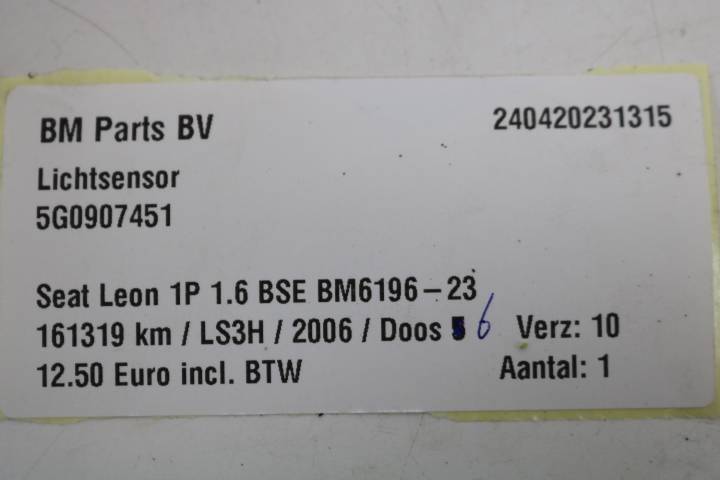 BM Parts BV 240420231315
Lichtsensor
5G0907451
Seat Leon 1P 1.6 BSE BM6196-23
161319 km / LS3H / 2006 / Doos 6 Verz: 10
12.50 Euro incl. BTW Aantal: 1